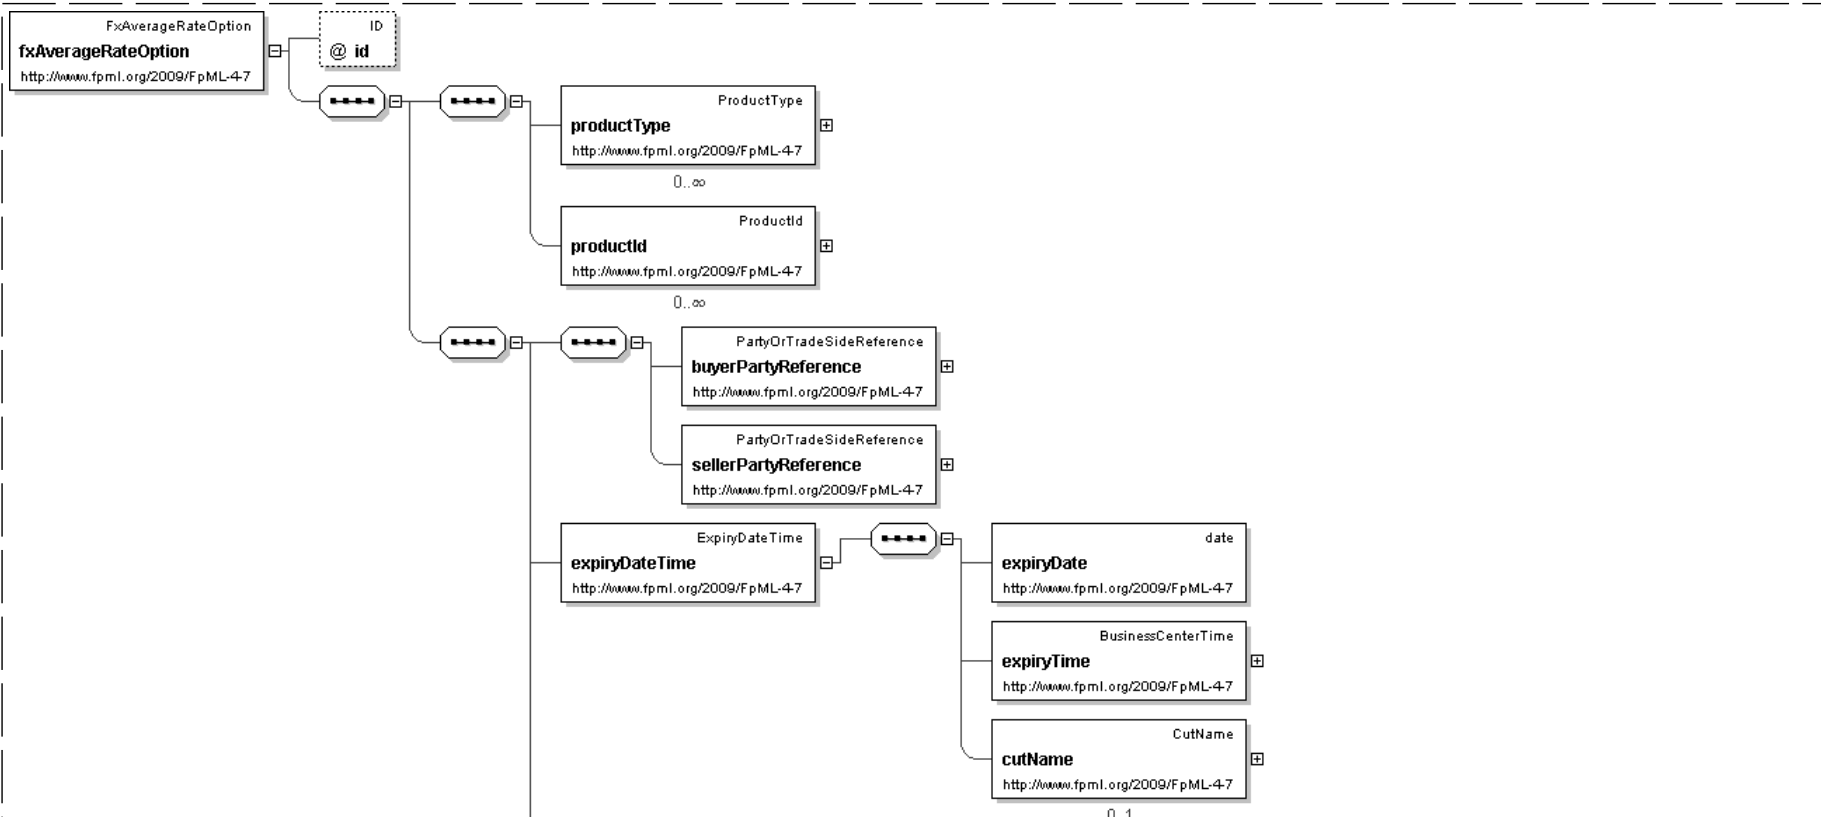 FxAverageRateOption
fxAverageRateOption
http://www.fpml.org/2009/FpML-4-7
ID
@ id
ProductType
productType
http://www.fpml.org/2009/FpML-4-7
0..∞
ProductId
productId
http://www.fpml.org/2009/FpML-4-7
0..∞
PartyOrTradeSideReference
buyerPartyReference
http://www.fpml.org/2009/FpML-4-7
PartyOrTradeSideReference
sellerPartyReference
http://www.fpml.org/2009/FpML-4-7
ExpiryDateTime
expiryDateTime
http://www.fpml.org/2009/FpML-4-7
date
expiryDate
http://www.fpml.org/2009/FpML-4-7
BusinessCenterTime
expiryTime
http://www.fpml.org/2009/FpML-4-7
CutName
cutName
http://www.fpml.org/2009/FpML-4-7
0..1